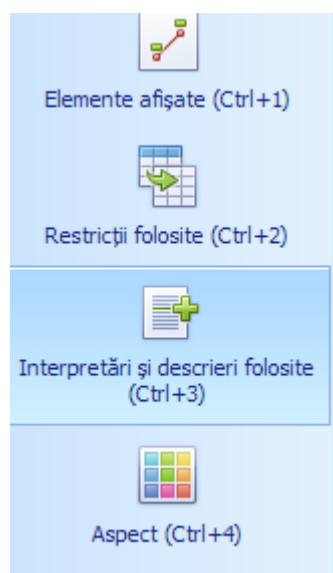 Elemente afişate (Ctrl+1)
Restricţii folosite (Ctrl+2)
Interpretări şi descrieri folosite
(Ctrl+3)
Aspect (Ctrl+4)